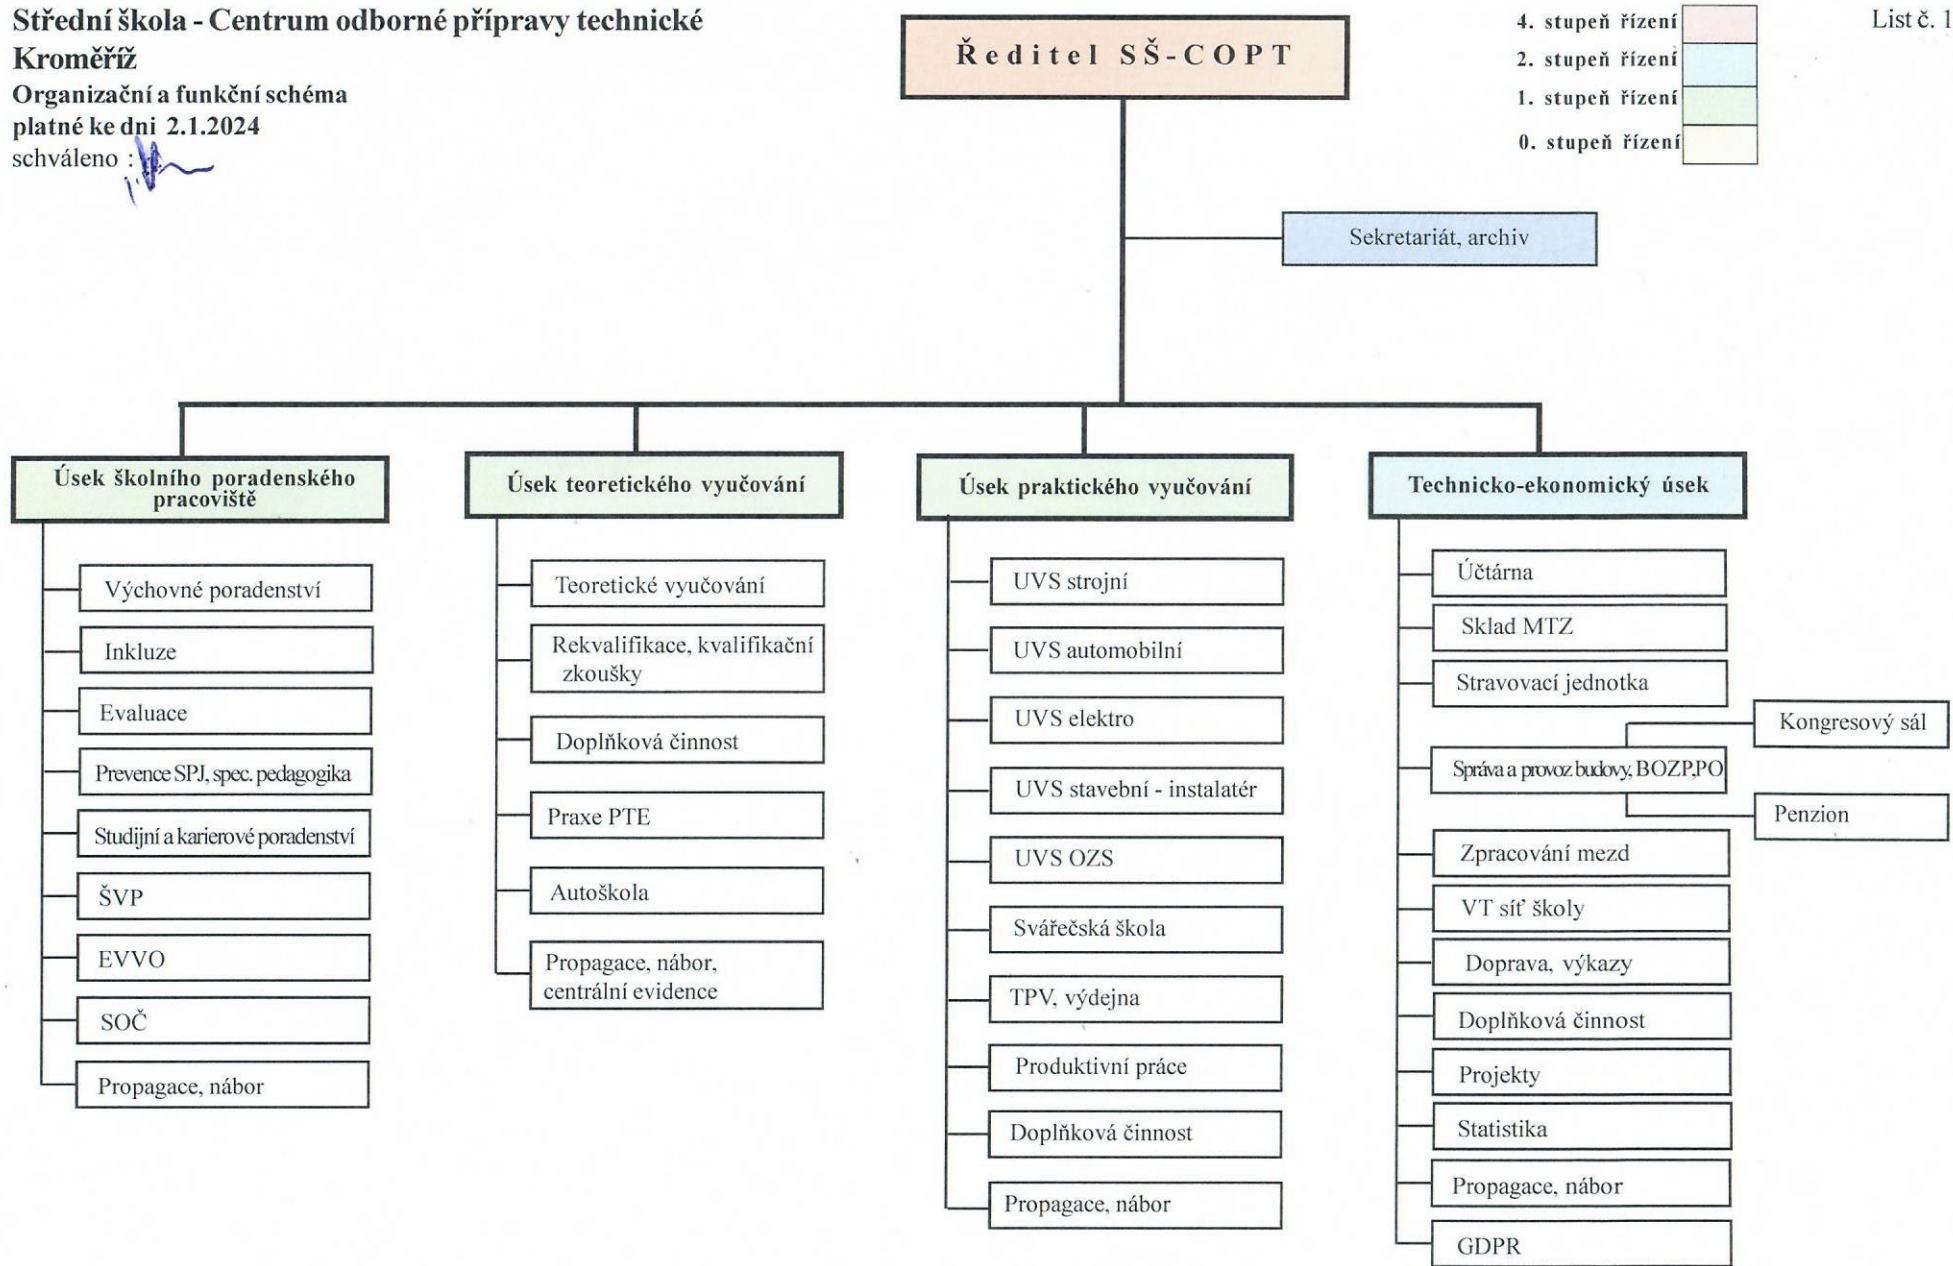 Střední škola - Centrum odborné přípravy technické
Kroměříž
Organizační a funkční schéma
platné ke dni 2.1.2024
schváleno :
Ředitel SŠ-COPT
4. stupeň řízení
2. stupeň řízení
1. stupeň řízení
0. stupeň řízení
List č. 1
Sekretariát, archiv
Úsek školního poradenského
pracoviště
Výchovné poradenství
Inkluze
Evaluace
Prevence SPJ, spec. pedagogika
Studijní a karierové poradenství
ŠVP
EVVO
SOČ
Propagace, nábor
Úsek teoretického vyučování
Teoretické vyučování
Rekvalifikace, kvalifikační
zkoušky
Doplňková činnost
Praxe PTE
Autoškola
Propagace, nábor,
centrální evidence
Úsek praktického vyučování
UVS strojní
UVS automobilní
UVS elektro
UVS stavební - instalatér
UVS OZS
Svářečská škola
TPV, výdejna
Produktivní práce
Doplňková činnost
Propagace, nábor
Technicko-ekonomický úsek
Účtárna
Sklad MTZ
Stravovací jednotka
Správa a provoz budovy, BOZP,PO
Kongresový sál
Penzion
Zpracování mezd
VT síť školy
Doprava, výkazy
Doplňková činnost
Projekty
Statistika
Propagace, nábor
GDPR